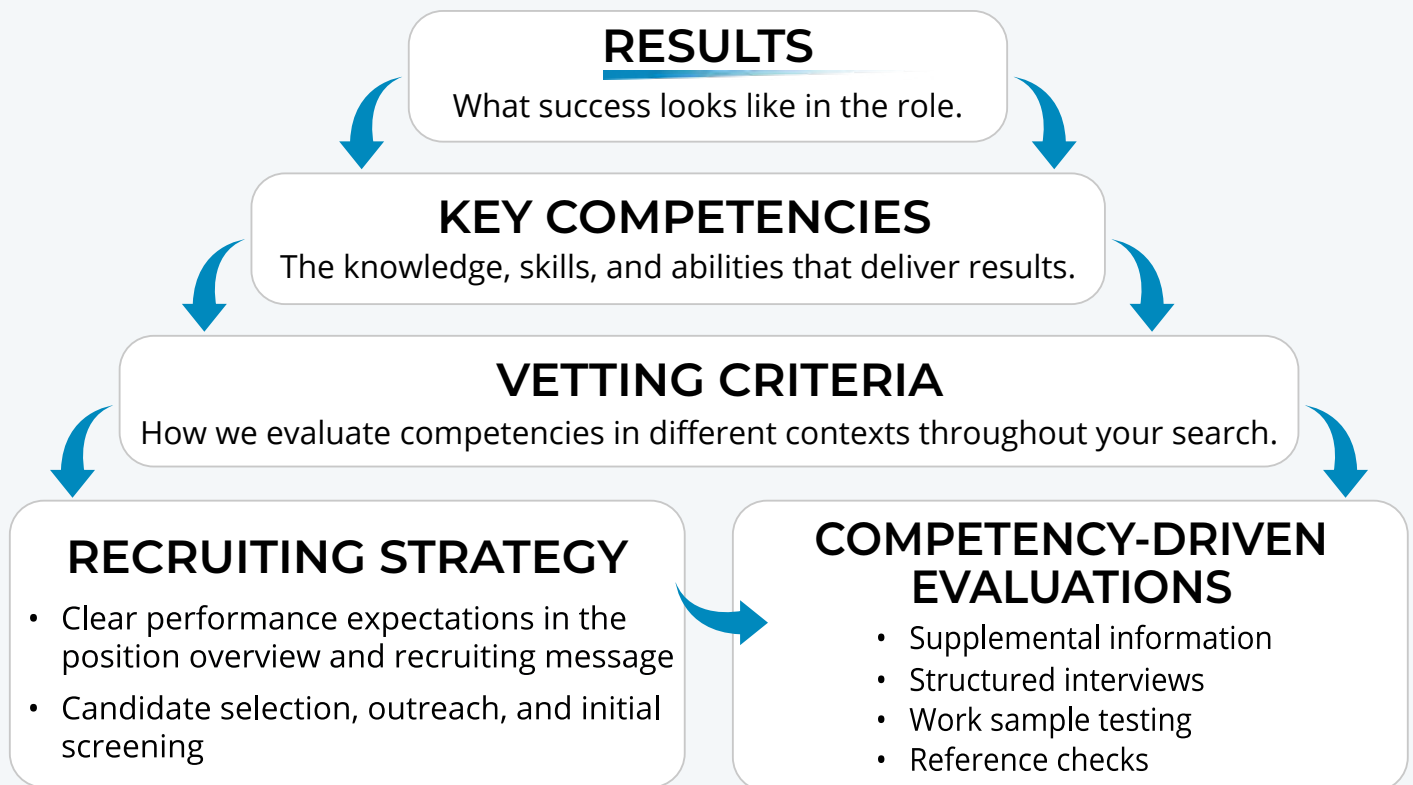 RESULTS
What success looks like in the role.
KEY COMPETENCIES
The knowledge, skills, and abilities that deliver results.
VETTING CRITERIA
How we evaluate competencies in different contexts throughout your search.
RECRUITING STRATEGY
• Clear performance expectations in the
position overview and recruiting message
• Candidate selection, outreach, and initial
screening
COMPETENCY-DRIVEN
EVALUATIONS
• Supplemental information
• Structured interviews
• Work sample testing
• Reference checks